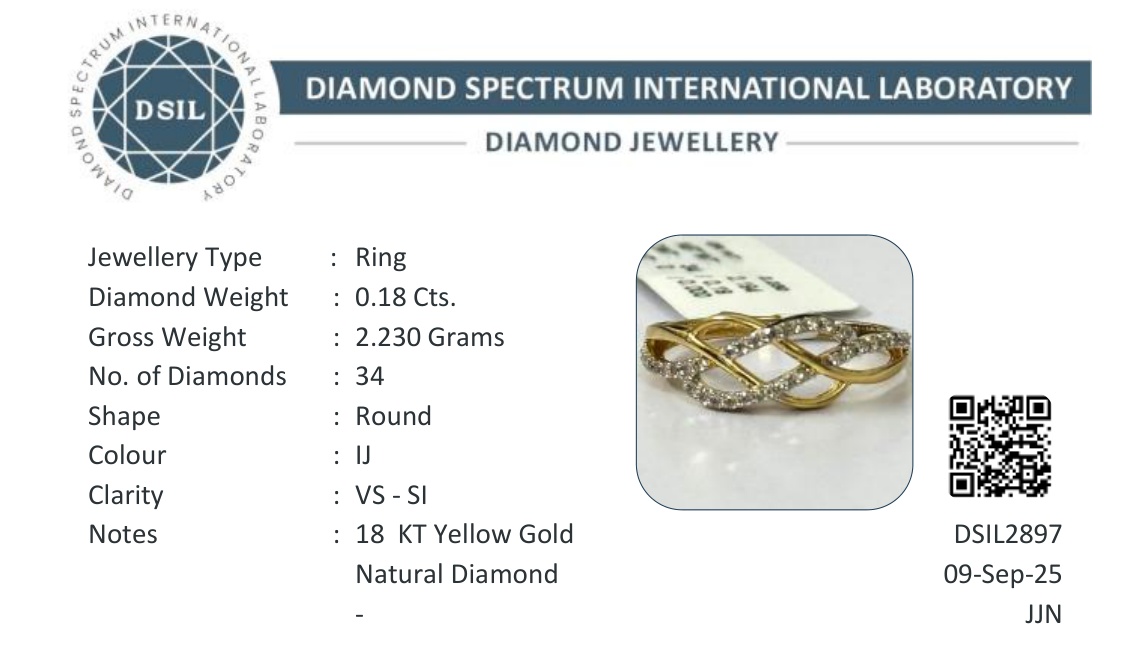 DIAMOND SPECTRUM INTERNATIONAL LABORATORY
DSIL
DIAMOND SPECTRUM INTERNATIONAL LABORATORY
DIAMOND JEWELLERY
Jewellery Type : Ring
Diamond Weight : 0.18 Cts.
Gross Weight : 2.230 Grams
No. of Diamonds : 34
Shape : Round
Colour : IJ
Clarity : VS - SI
Notes : 18 KT Yellow Gold
Natural Diamond
-
DSIL2897
09-Sep-25
JJN